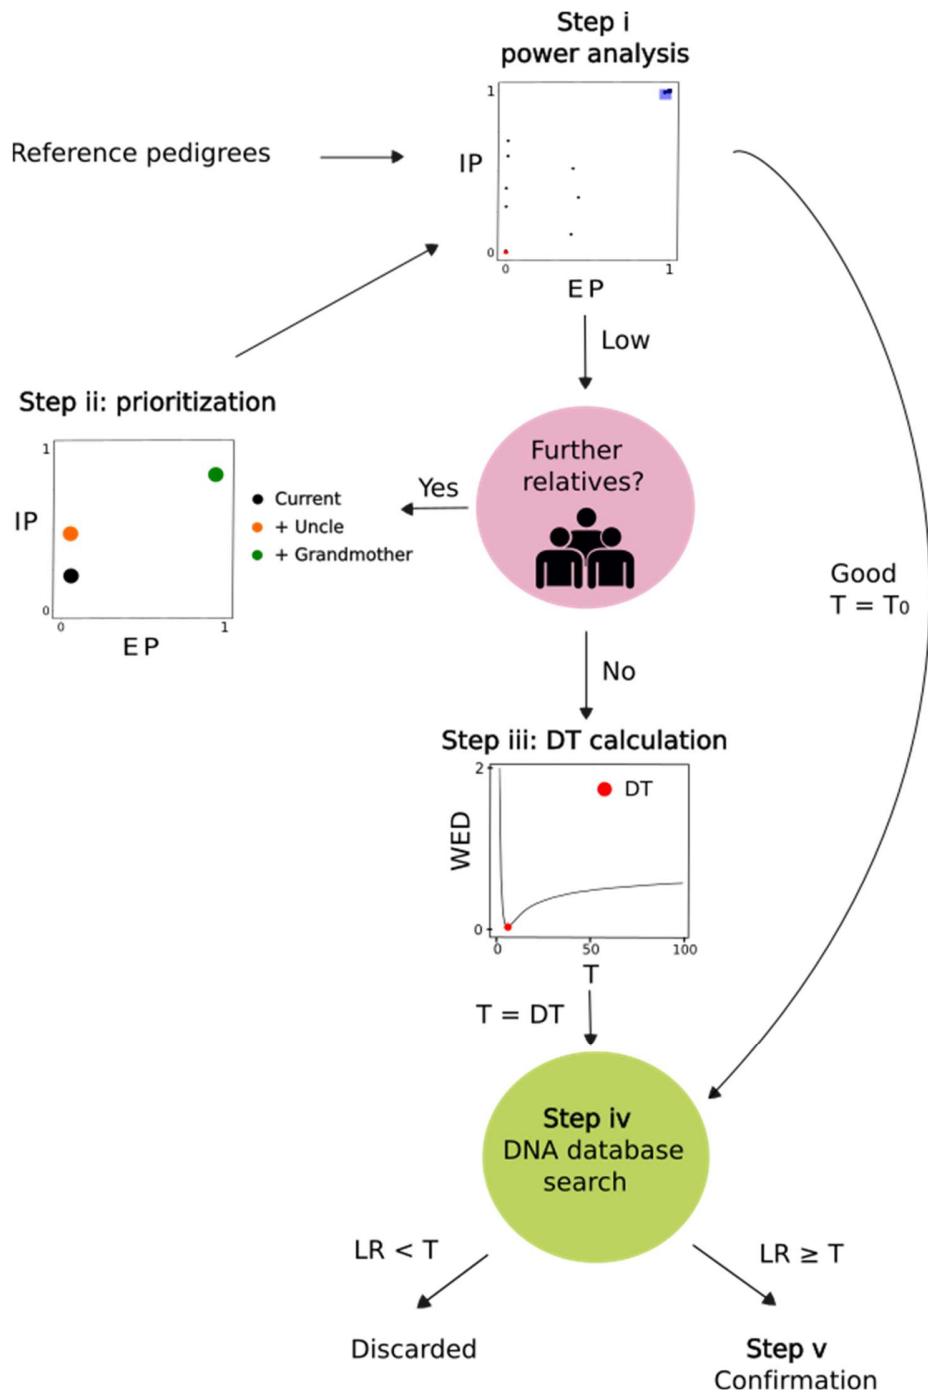 Step i
power analysis
Reference pedigrees
1
IP
0
0
1
EP
Low
Step ii: prioritization
1
IP
0
0
1
EP
Current
+ Uncle
+ Grandmother
Yes
Further
relatives?
Good
T = T0
No
Step iii: DT calculation
2
WED
0
DT
0
50
100
T
T = DT
Step iv
DNA database
search
LR < T
LR ≥ T
Discarded
Step v
Confirmation